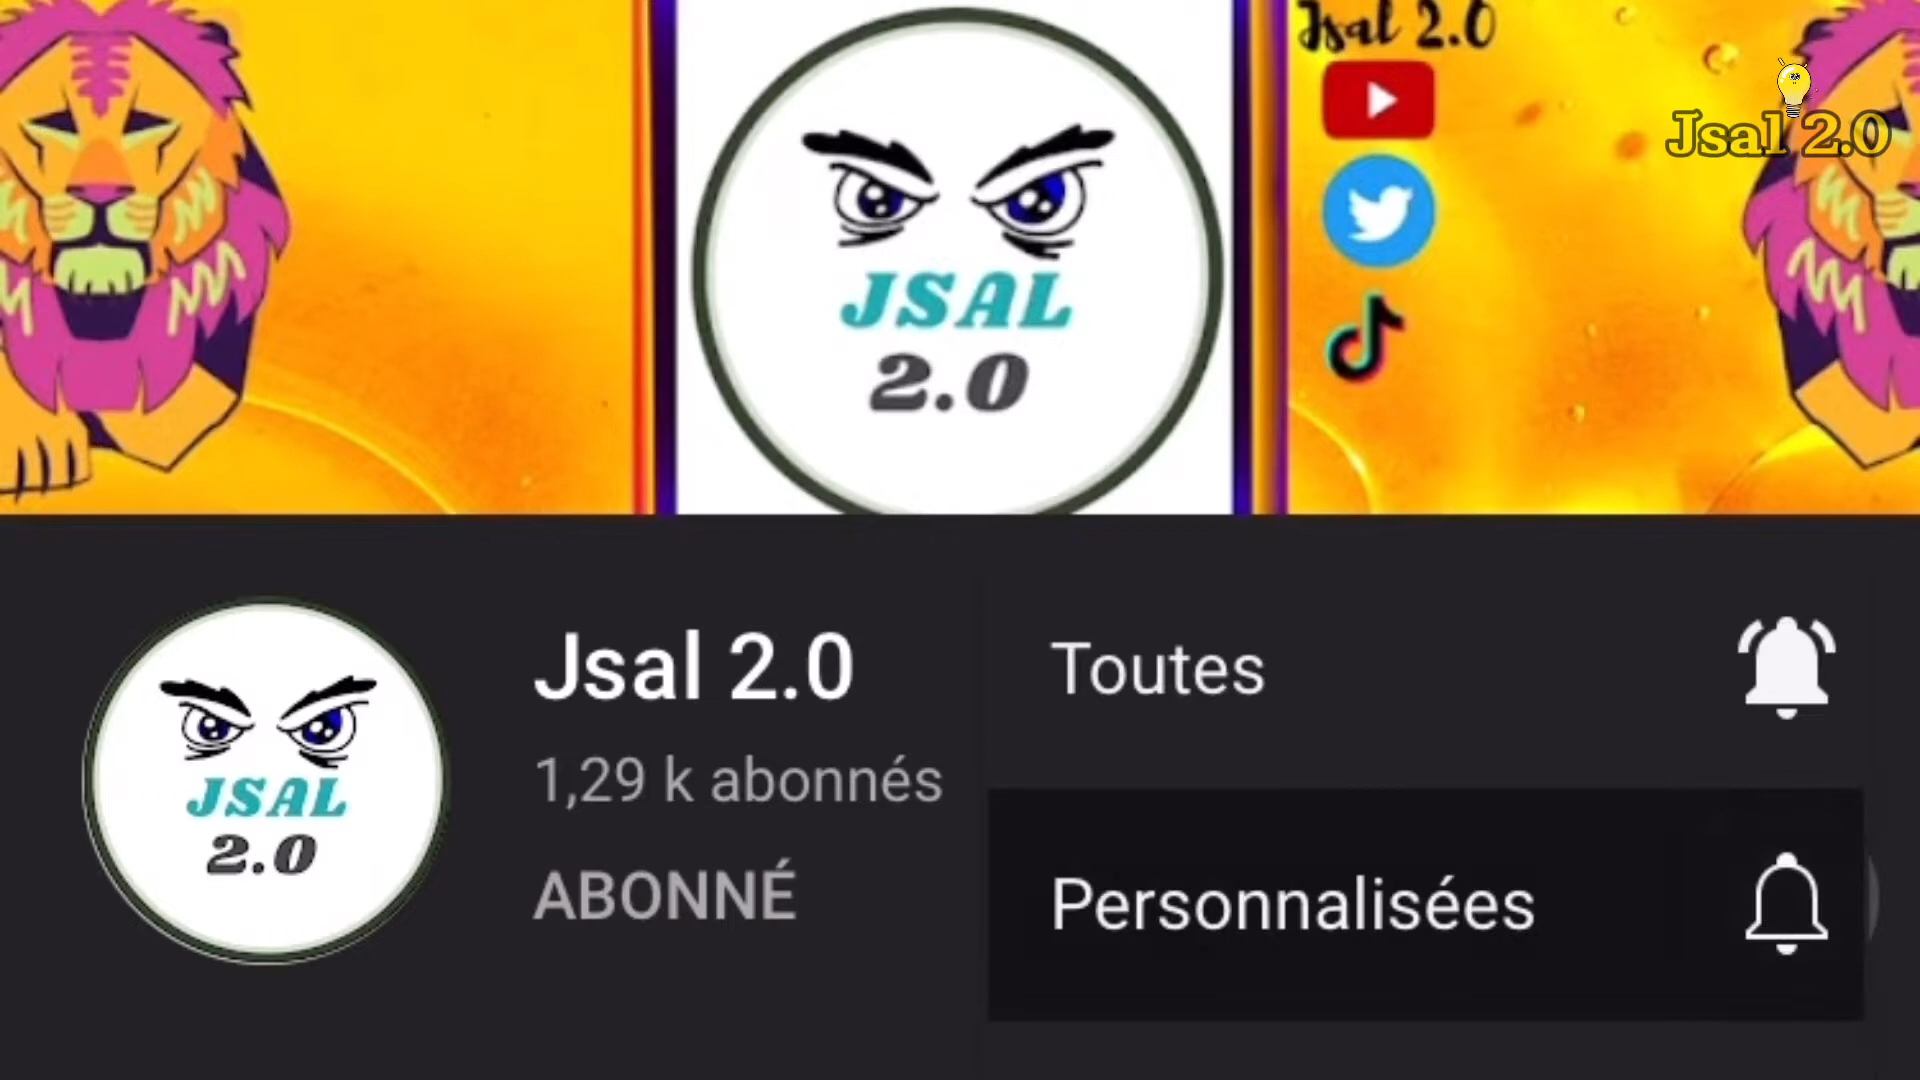 Jsal 2.0
Jsal 2.0
JSAL
2.0
JSAL
2.0
Jsal 2.0
1,29 k abonnés
ABONNÉ
Toutes
Personnalisées